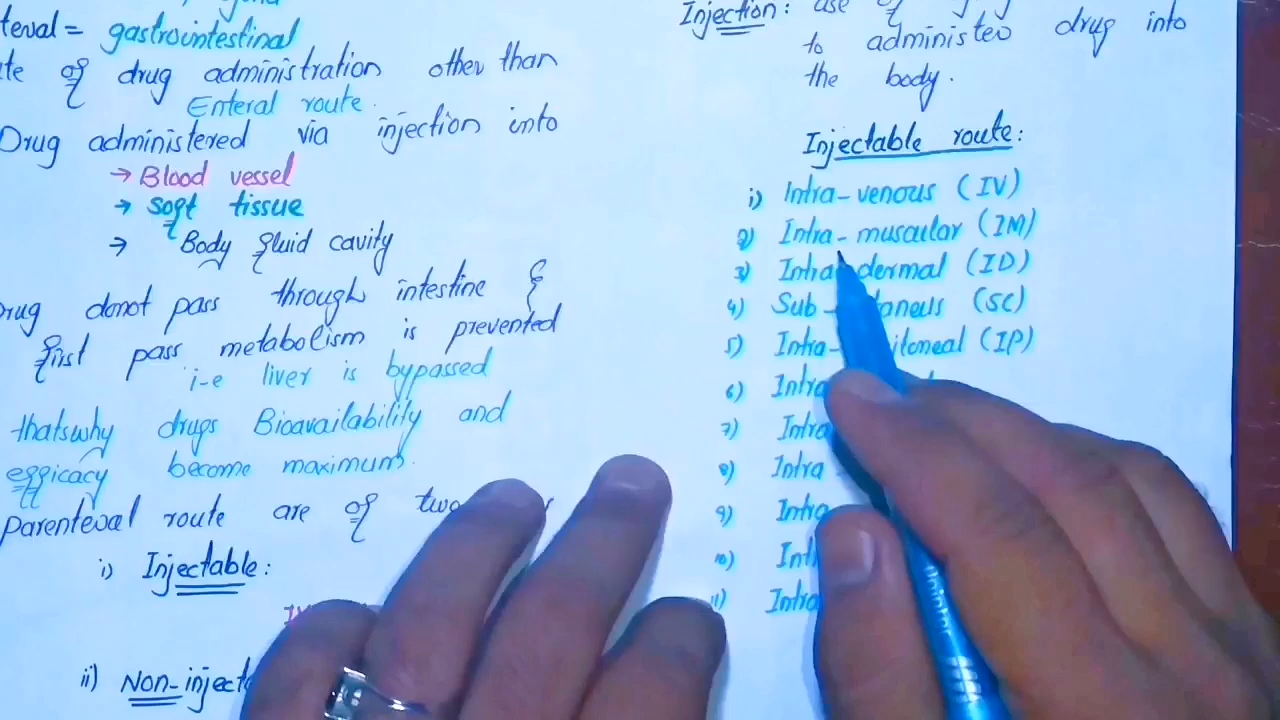 teral = gastrointestinal
of drug administration other than
Enteral route.
Drug administered via injection into
→ Blood vessel
→ soft tissue
→ Body fluid cavity
donot pass through intestine &
first pass metabolism is prevented
i-e liver is bypassed
thatswhy drugs Bioavailability and
efficacy become maximum.
parenteral route are of
i) Injectable:
ii) Non-inject
Injection: use of
to administer drug into
the body.
Injectable route:
i) Intra-venous (IV)
2) Intra-muscular (IM)
3) Intra dermal (ID)
4) Sub- taneus (SC)
5) Intra- itoneal (IP)
6) Intra
7) Intra
8) Intra
9) Intra
10) Int
11) Intra
Pointer